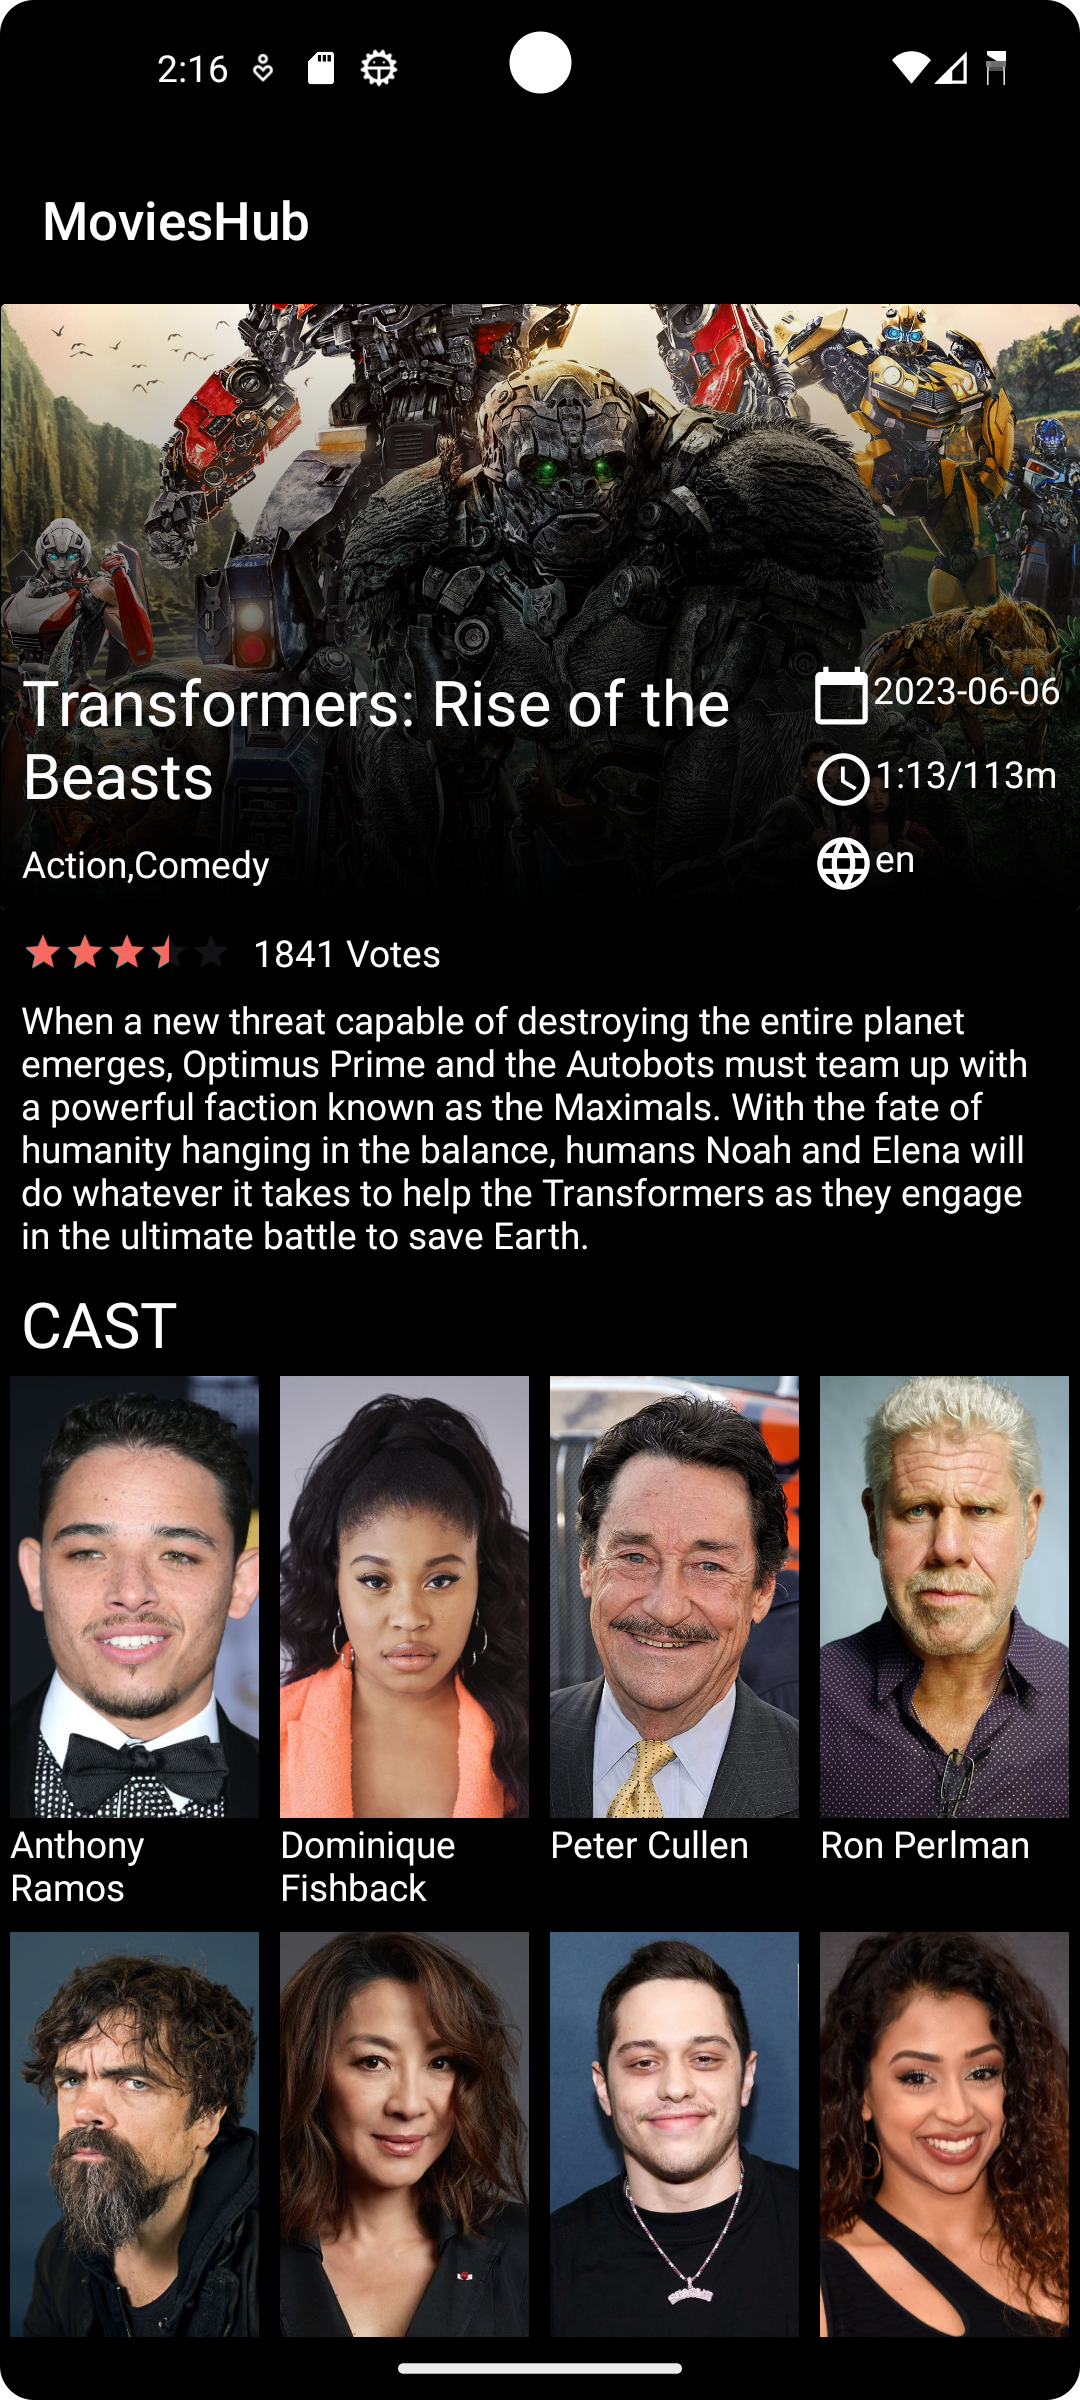 2:16
MoviesHub
Transformers: Rise of the
Beasts
Action,Comedy
2023-06-06
1:13/113m
en
1841 Votes
When a new threat capable of destroying the entire planet
emerges, Optimus Prime and the Autobots must team up with
a powerful faction known as the Maximals. With the fate of
humanity hanging in the balance, humans Noah and Elena will
do whatever it takes to help the Transformers as they engage
in the ultimate battle to save Earth.
CAST
Anthony
Ramos
Dominique
Fishback
Peter Cullen
Ron Perlman